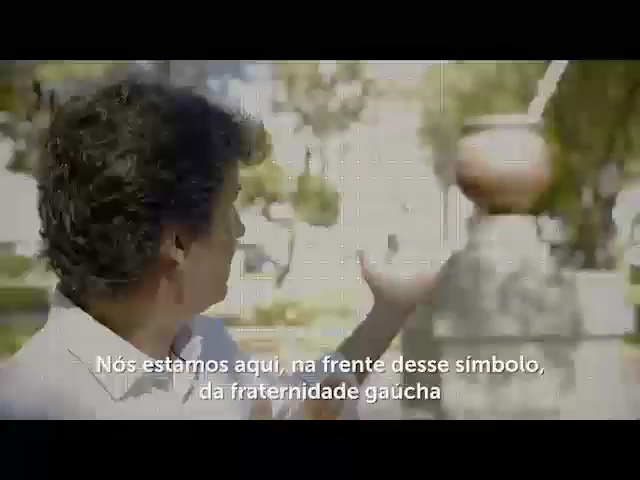 Nós estamos aqui, na frente desse símbolo,
da fraternidade gaúcha